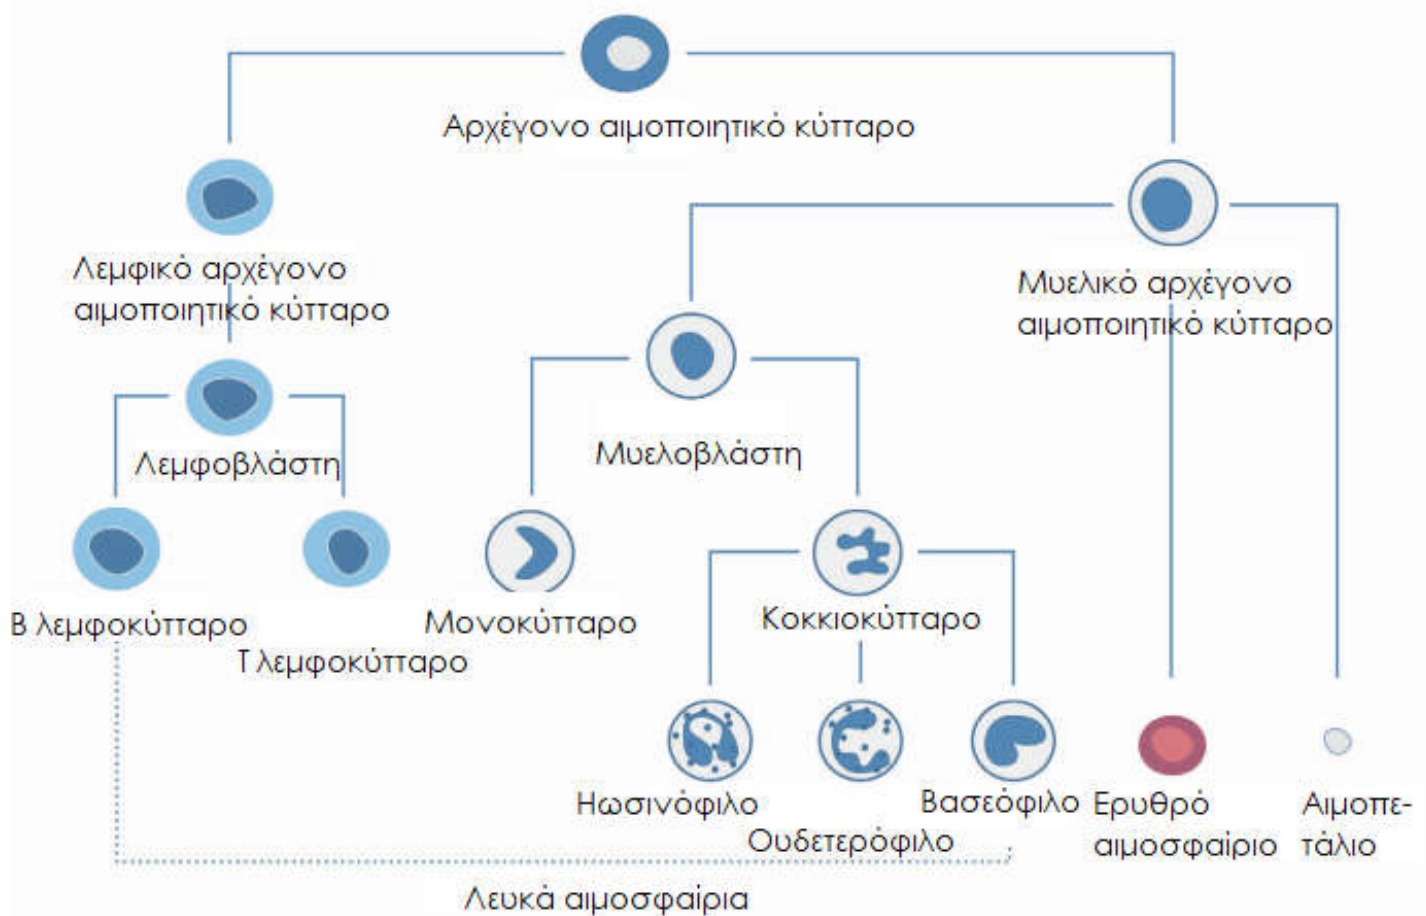 Αρχέγονο αιμοποιητικό κύτταρο
Λεμφικό αρχέγονο
αιμοποιητικό κύτταρο
Μυελικό αρχέγονο
αιμοποιητικό κύτταρο
Λεμφοβλάστη
Μυελοβλάστη
Β λεμφοκύτταρο
Τ λεμφοκύτταρο
Μονοκύτταρο
Κοκκιοκύτταρο
Ηωσινόφιλο
Ουδετερόφιλο
Βασεόφιλο
Ερυθρό
αιμοσφαίριο
Αιμοπε-
τάλιο
Λευκά αιμοσφαίρια